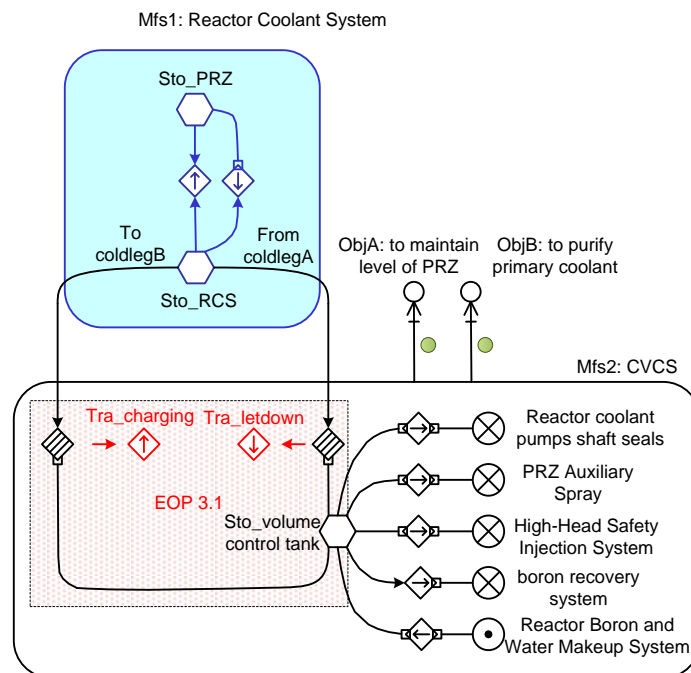 Mfs1: Reactor Coolant System
Sto_PRZ
To
coldlegB
From
coldlegA
Sto_RCS
ObjA: to maintain
level of PRZ
ObjB: to purify
primary coolant
Mfs2: CVCS
Tra_charging
Tra_letdown
EOP 3.1
Sto_volume
control tank
Reactor coolant
pumps shaft seals
PRZ Auxiliary
Spray
High-Head Safety
Injection System
boron recovery
system
Reactor Boron and
Water Makeup System